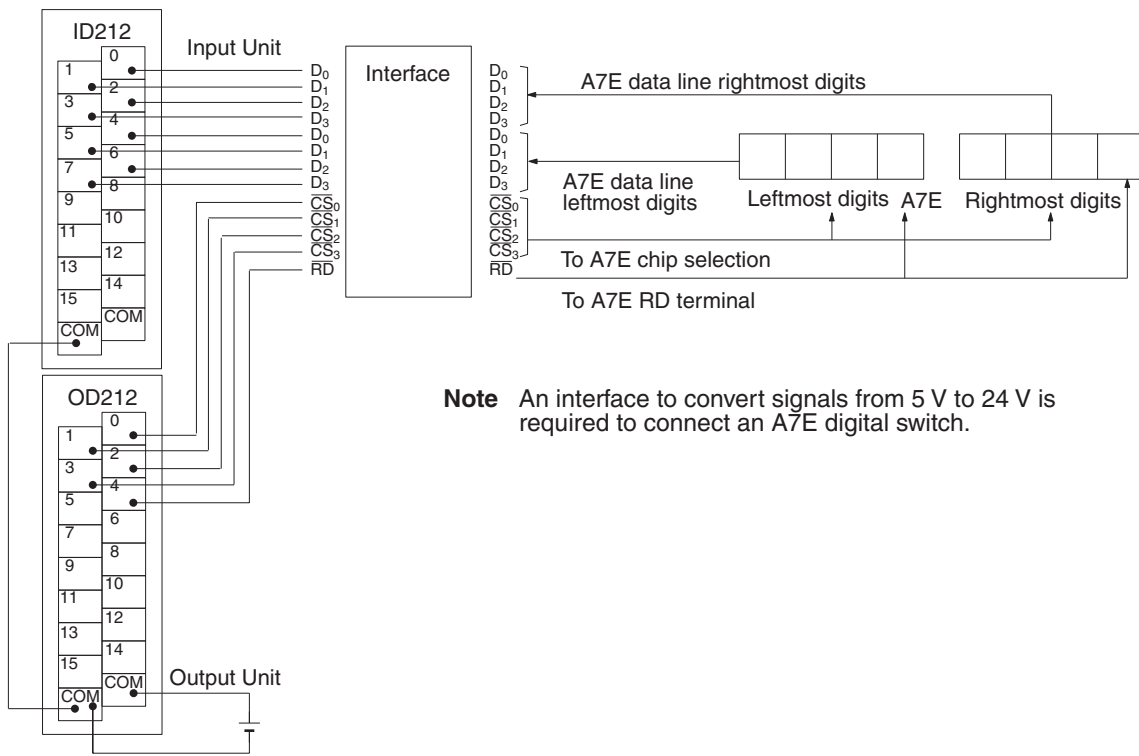 ID212
Input Unit
0
1
2
3
4
5
6
7
8
9
10
11
12
13
14
15
COM
COM
D0
D1
D2
D3
D0
D1
D2
D3
CS0
CS1
CS2
CS3
RD
Interface
D0
D1
D2
D3
D0
D1
D2
D3
CS0
CS1
CS2
CS3
RD
A7E data line rightmost digits
A7E data line
leftmost digits
Leftmost digits
A7E
Rightmost digits
To A7E chip selection
To A7E RD terminal
OD212
0
1
2
3
4
5
6
7
8
9
10
11
12
13
14
15
COM
COM
Output Unit
Note An interface to convert signals from 5 V to 24 V is
required to connect an A7E digital switch.